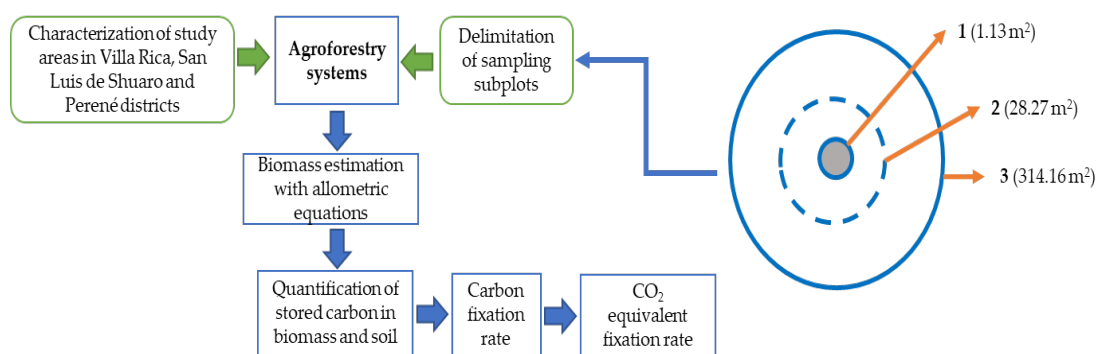 Characterization of study
areas in Villa Rica, San
Luis de Shuaro and
Perené districts
Agroforestry
systems
Delimitation
of sampling
subplots
1 (1.13 m²)
2 (28.27 m²)
3 (314.16 m²)
Biomass estimation
with allometric
equations
Quantification of
stored carbon in
biomass and soil
Carbon
fixation
rate
CO₂
equivalent
fixation rate